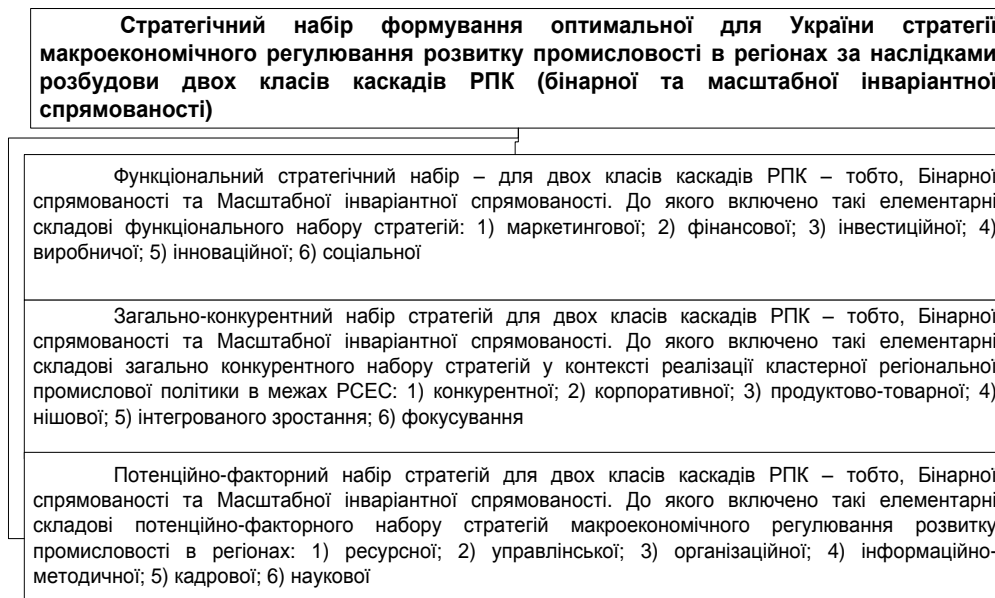 Стратегічний набір формування оптимальної для України стратегії
макроекономічного регулювання розвитку промисловості в регіонах за наслідками
розбудови двох класів каскадів РПК (бінарної та масштабної інваріантної
спрямованості)
Функціональний стратегічний набір – для двох класів каскадів РПК – тобто, Бінарної
спрямованості та Масштабної інваріантної спрямованості. До якого включено такі елементарні
складові функціонального набору стратегій: 1) маркетингової; 2) фінансової; 3) інвестиційної; 4)
виробничої; 5) інноваційної; 6) соціальної
Загально-конкурентний набір стратегій для двох класів каскадів РПК – тобто, Бінарної
спрямованості та Масштабної інваріантної спрямованості. До якого включено такі елементарні
складові загально конкурентного набору стратегій у контексті реалізації кластерної регіональної
промислової політики в межах РСЕС: 1) конкурентної; 2) корпоративної; 3) продуктово-товарної; 4)
нішової; 5) інтегрованого зростання; 6) фокусування
Потенційно-факторний набір стратегій для двох класів каскадів РПК – тобто, Бінарної
спрямованості та Масштабної інваріантної спрямованості. До якого включено такі елементарні
складові потенційно-факторного набору стратегій макроекономічного регулювання розвитку
промисловості в регіонах: 1) ресурсної; 2) управлінської; 3) організаційної; 4) інформаційно-
методичної; 5) кадрової; 6) наукової